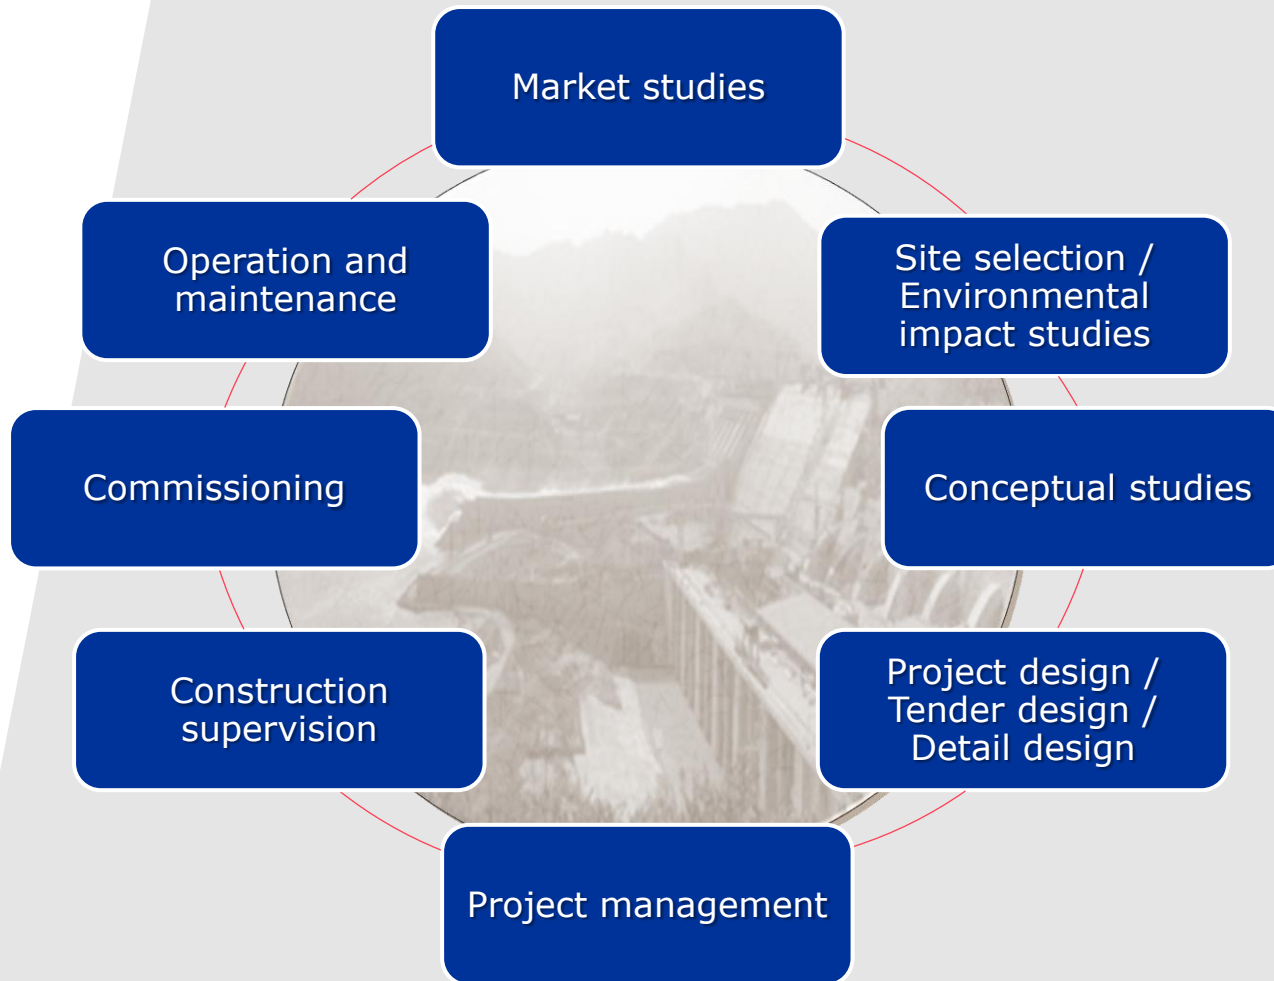 Market studies
Site selection /
Environmental
impact studies
Conceptual studies
Project design /
Tender design /
Detail design
Project management
Construction
supervision
Commissioning
Operation and
maintenance